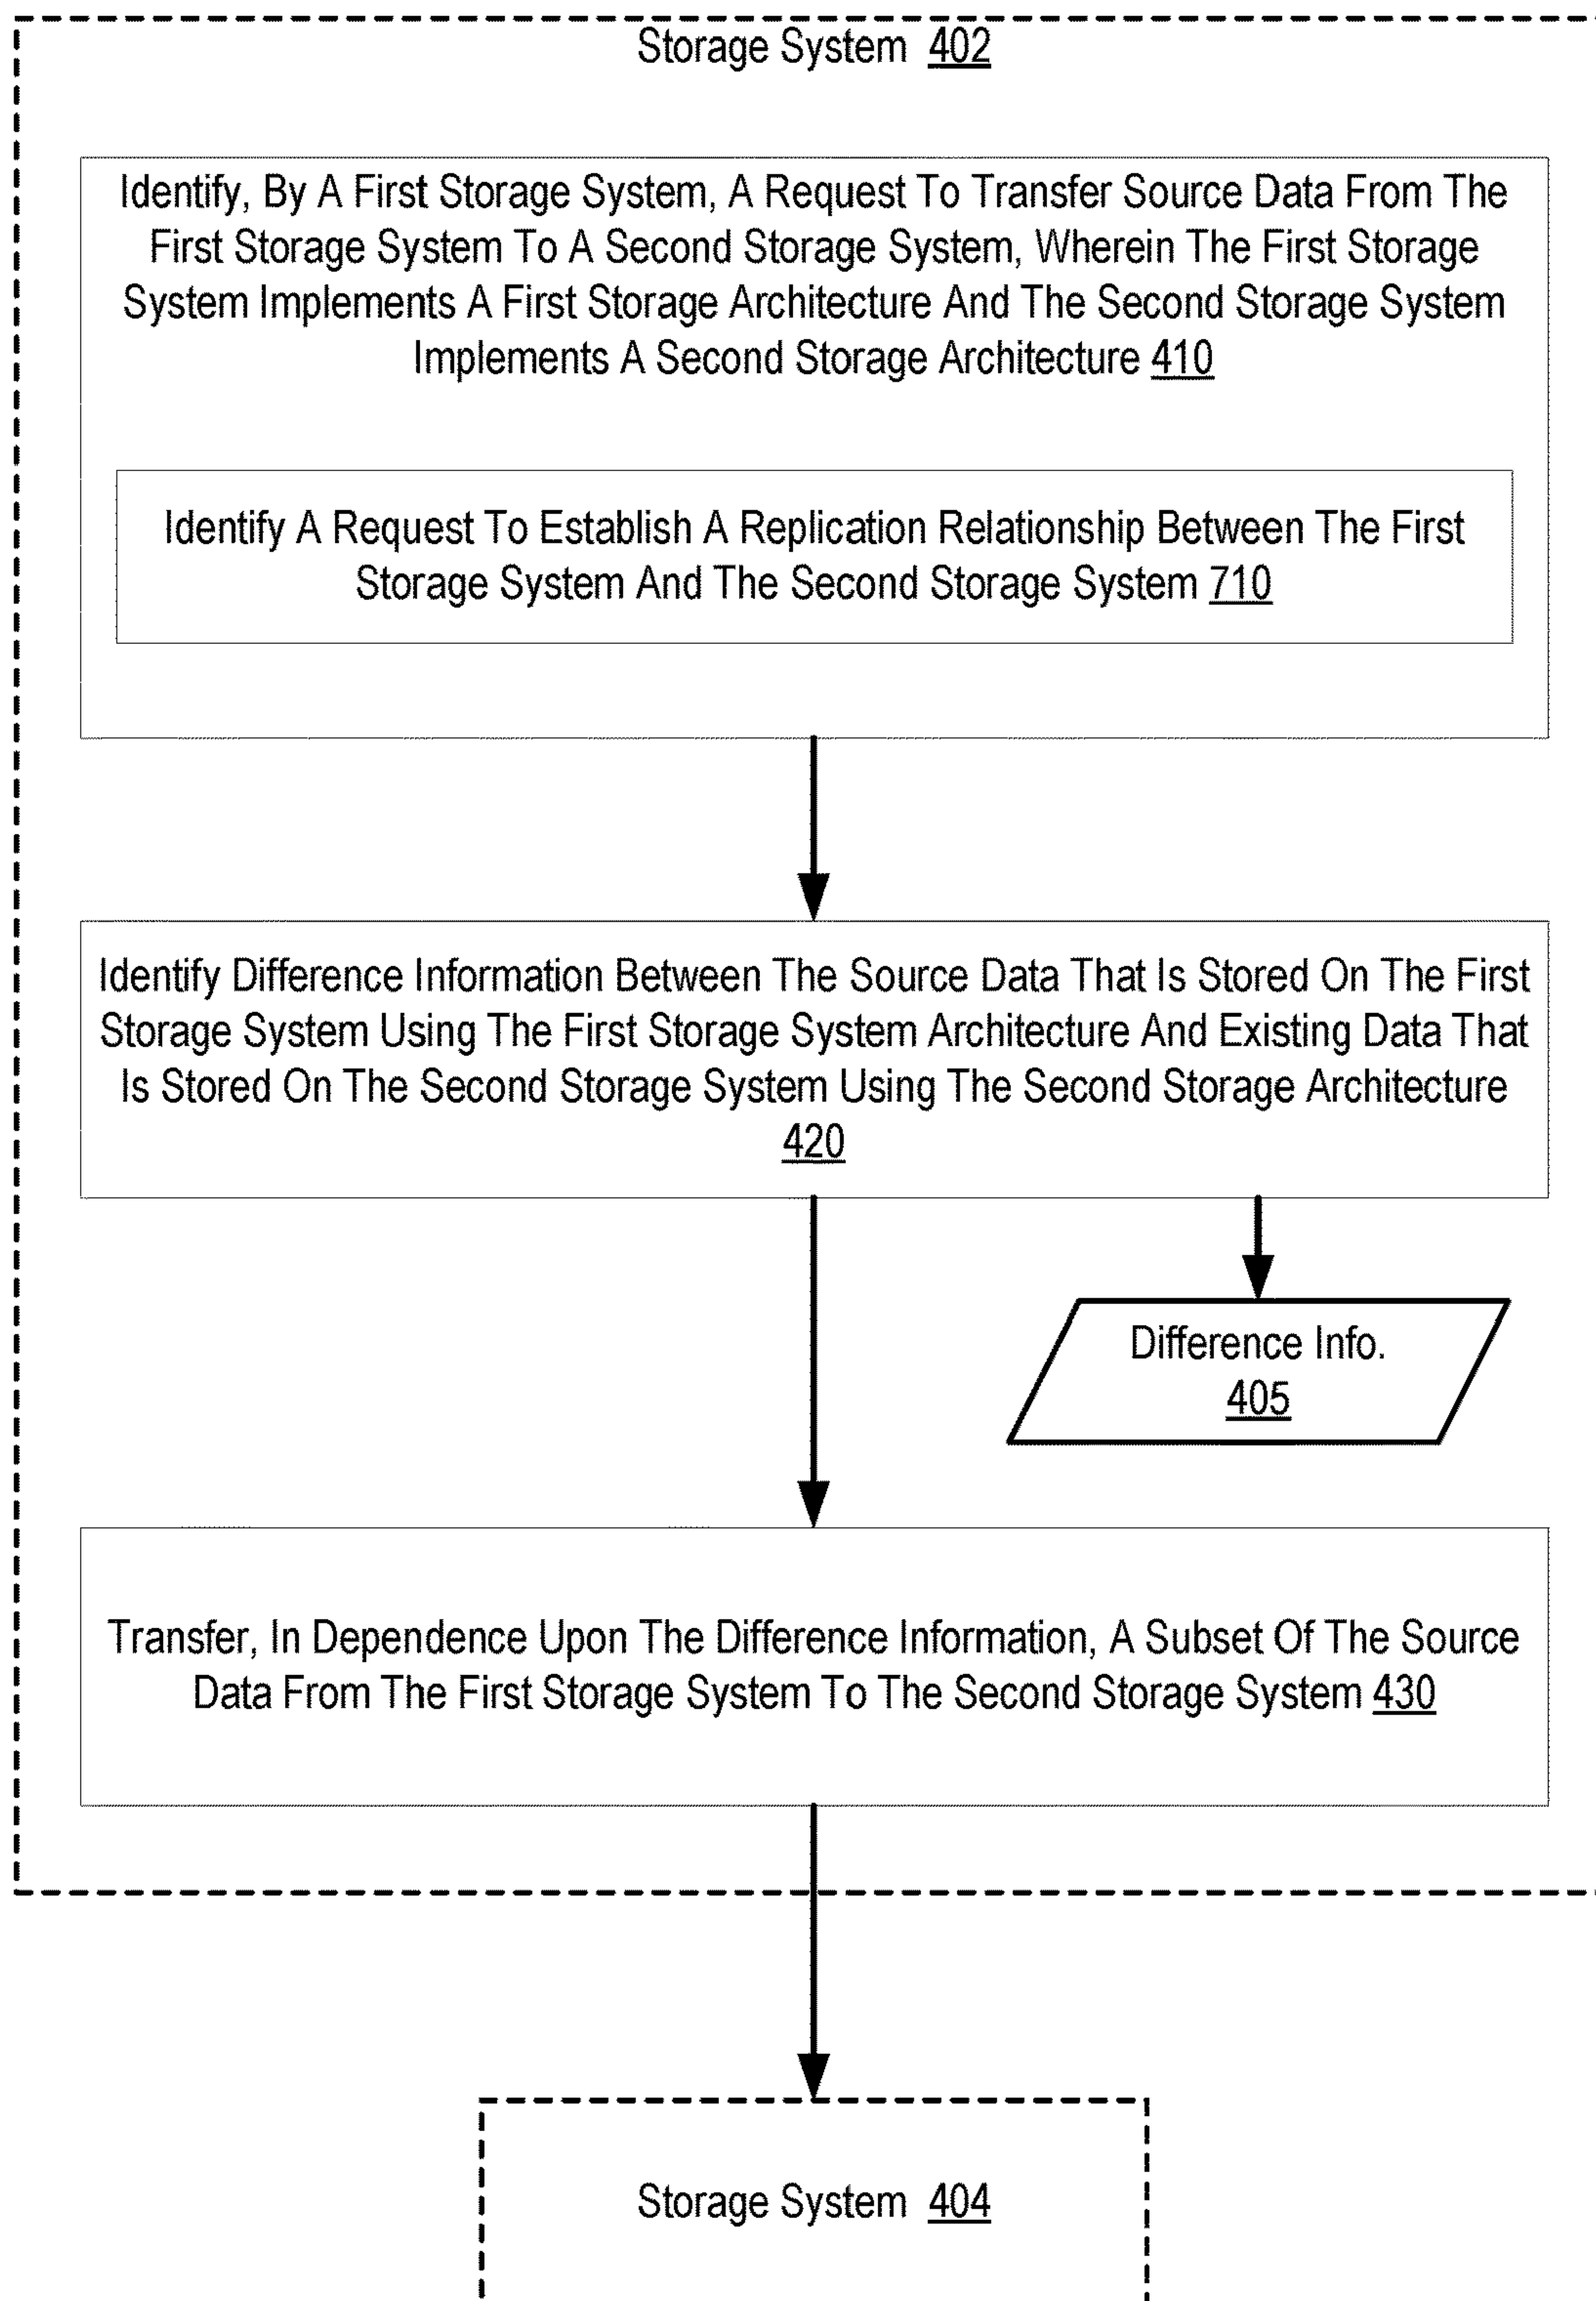 Storage System 402
Identify, By A First Storage System, A Request To Transfer Source Data From The
First Storage System To A Second Storage System, Wherein The First Storage
System Implements A First Storage Architecture And The Second Storage System
Implements A Second Storage Architecture 410
Identify A Request To Establish A Replication Relationship Between The First
Storage System And The Second Storage System 710
Identify Difference Information Between The Source Data That Is Stored On The First
Storage System Using The First Storage System Architecture And Existing Data That
Is Stored On The Second Storage System Using The Second Storage Architecture
420
Difference Info.
405
Transfer, In Dependence Upon The Difference Information, A Subset Of The Source
Data From The First Storage System To The Second Storage System 430
Storage System 404